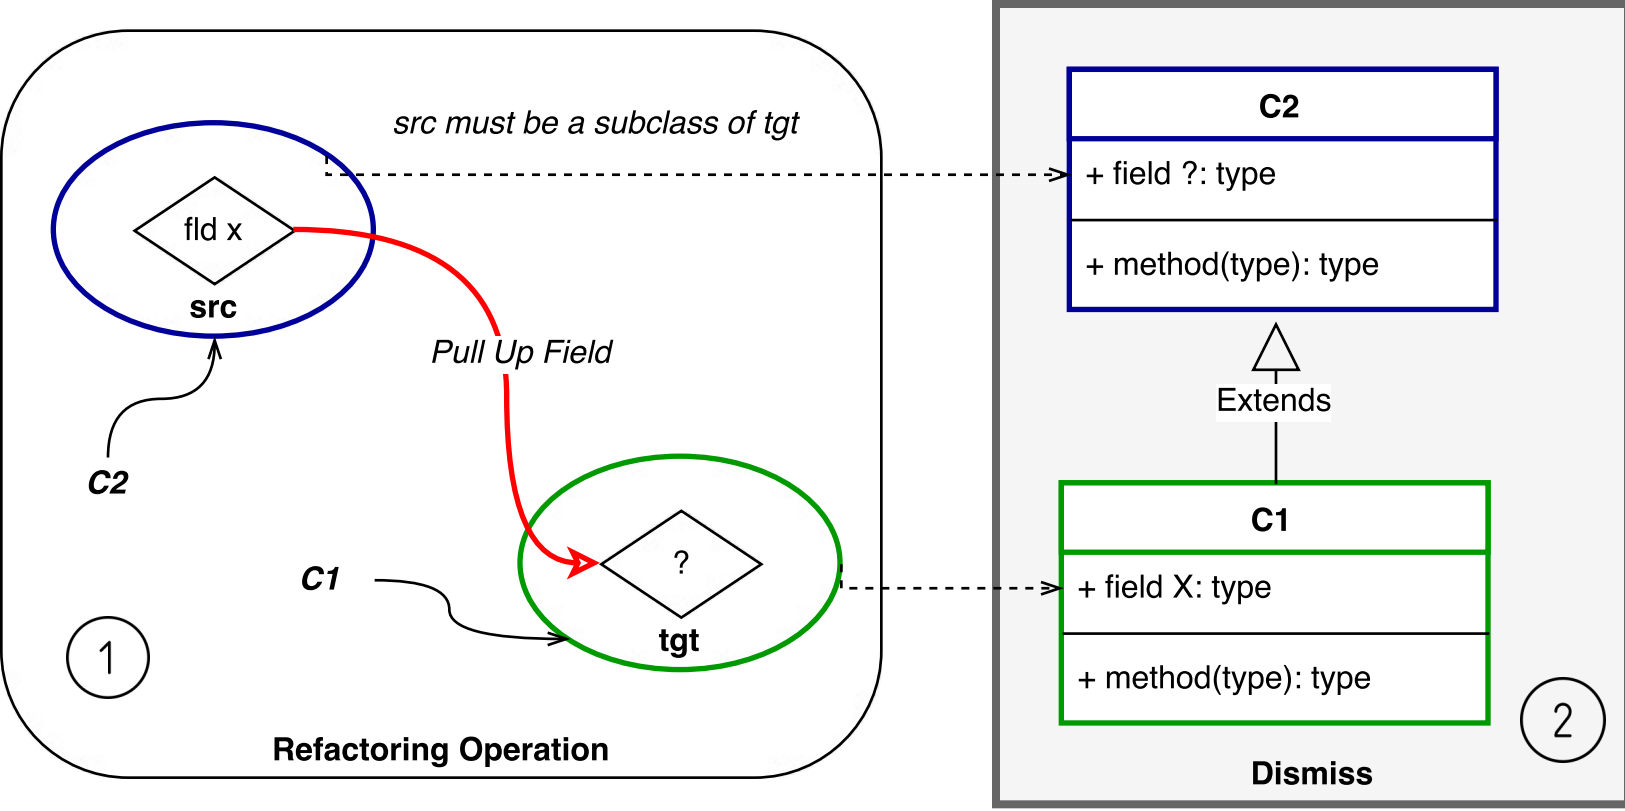 src must be a subclass of tgt
fld x
src
Pull Up Field
C2
C1
?
tgt
1
Refactoring Operation
C2
+ field ?: type
+ method(type): type
Extends
C1
+ field X: type
+ method(type): type
2
Dismiss